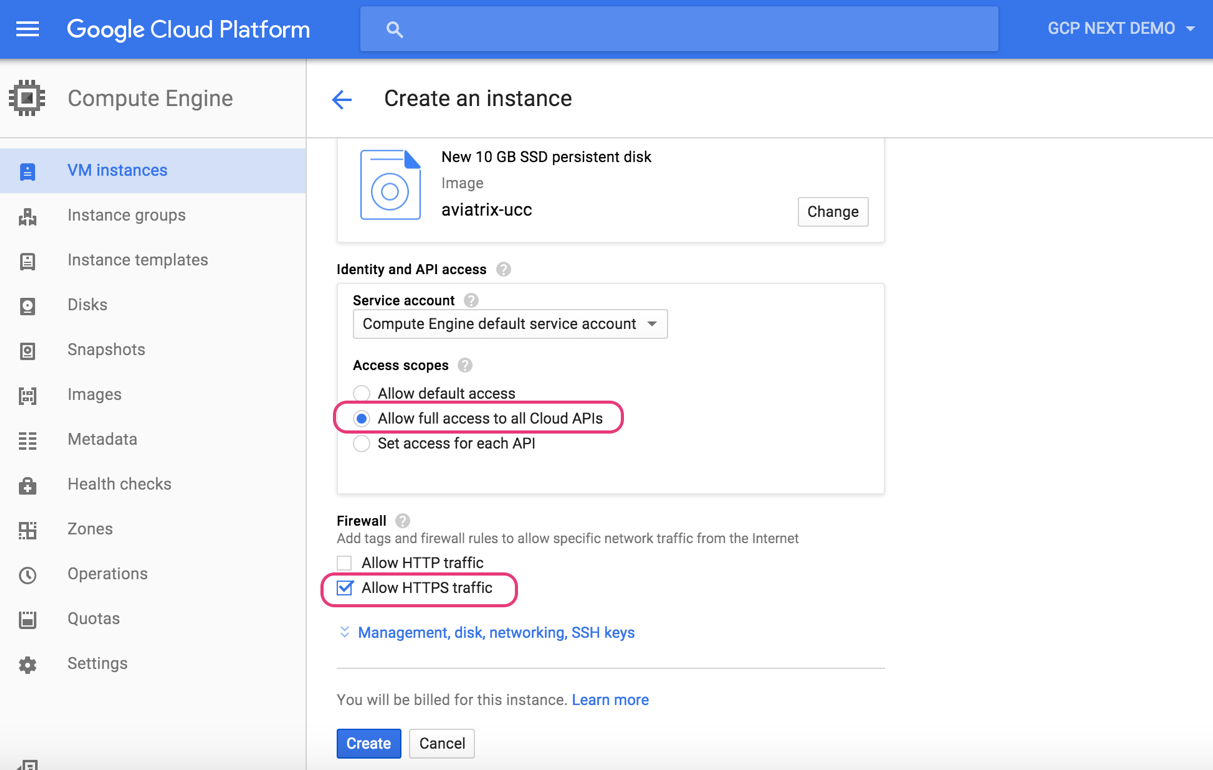 Google Cloud Platform
GCP NEXT DEMO
Compute Engine
Create an instance
VM instances
Instance groups
Instance templates
Disks
Snapshots
Images
Metadata
Health checks
Zones
Operations
Quotas
Settings
New 10 GB SSD persistent disk
Image
aviatrix-ucc
Change
Identity and API access ?
Service account ?
Compute Engine default service account
Access scopes ?
Allow default access
Allow full access to all Cloud APIs
Set access for each API
Firewall ?
Add tags and firewall rules to allow specific network traffic from the Internet
Allow HTTP traffic
Allow HTTPS traffic
Management, disk, networking, SSH keys
You will be billed for this instance. Learn more
Create Cancel